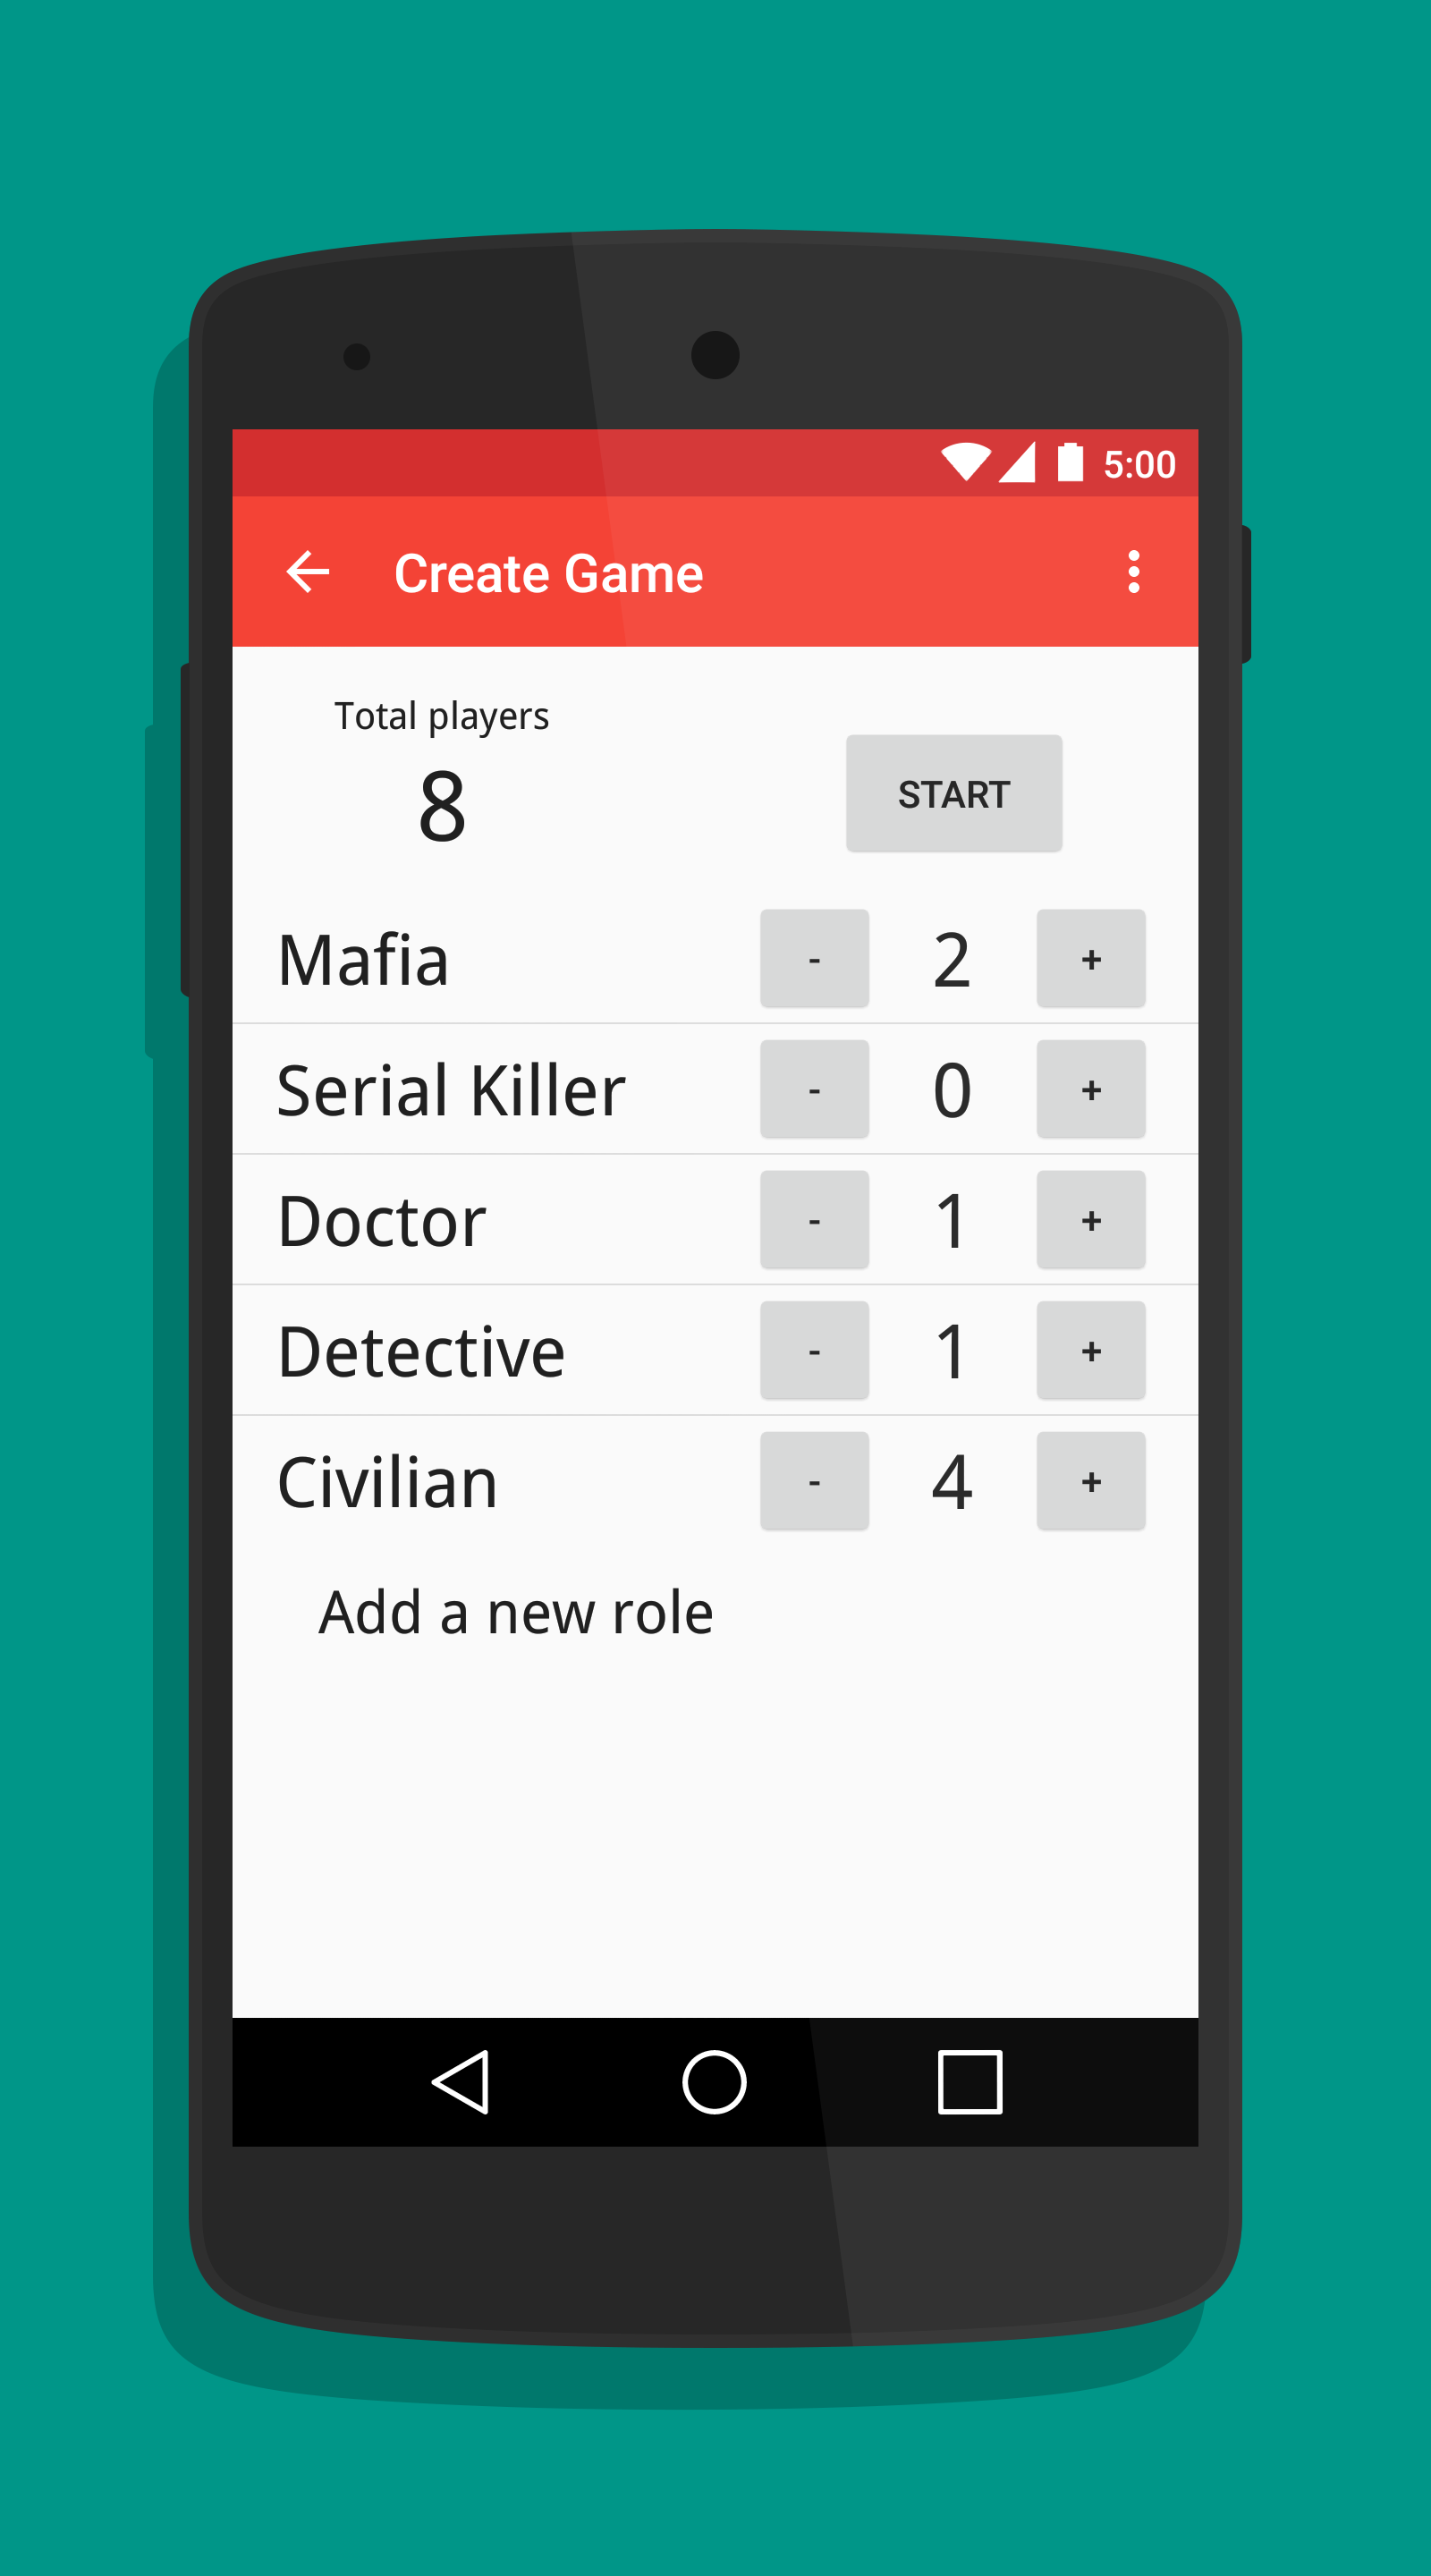 5:00
Create Game
Total players
8
START
Mafia - 2 +
Serial Killer - 0 +
Doctor - 1 +
Detective - 1 +
Civilian - 4 +
Add a new role